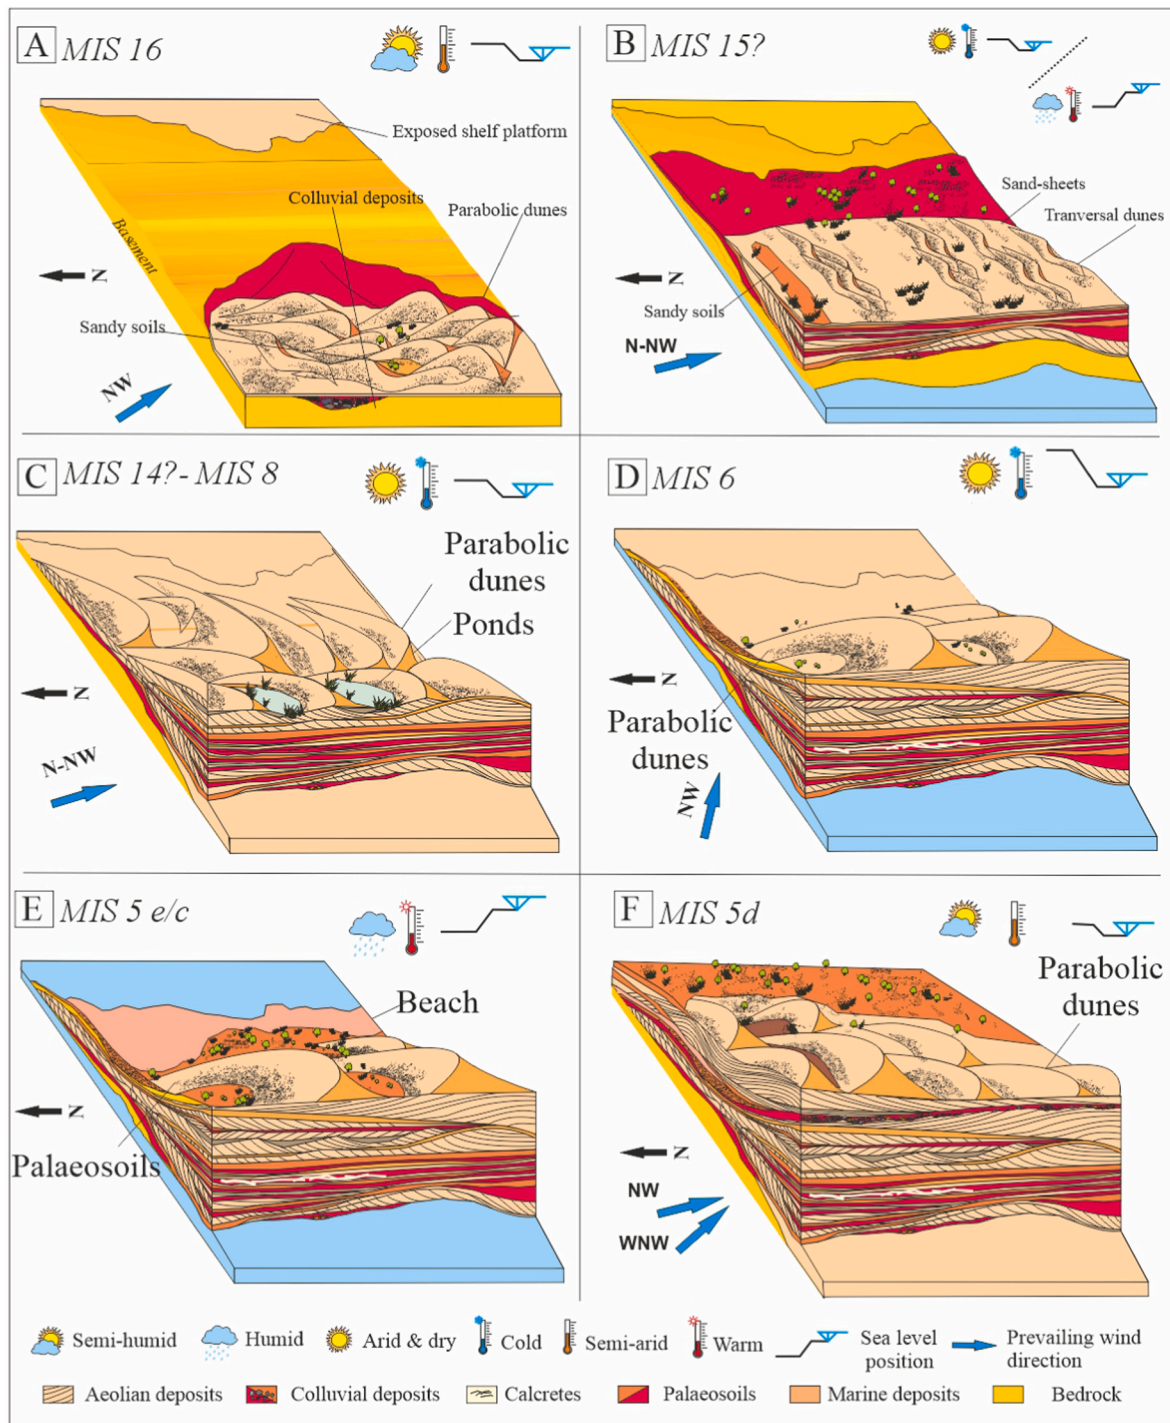 A MIS 16
Exposed shelf platform
Colluvial deposits
Parabolic dunes
Basement
N
Sandy soils
NW
B MIS 15?
Sand-sheets
Tranversal dunes
N
Sandy soils
N-NW
C MIS 14?- MIS 8
Parabolic
dunes
Ponds
N
N-NW
D MIS 6
N
Parabolic
dunes
NW
E MIS 5 e/c
Beach
N
Palaeosoils
F MIS 5d
Parabolic
dunes
N
NW
WNW
Semi-humid Humid Arid & dry Cold Semi-arid Warm Sea level position Prevailing wind direction
Aeolian deposits Colluvial deposits Calcretes Palaeosoils Marine deposits Bedrock